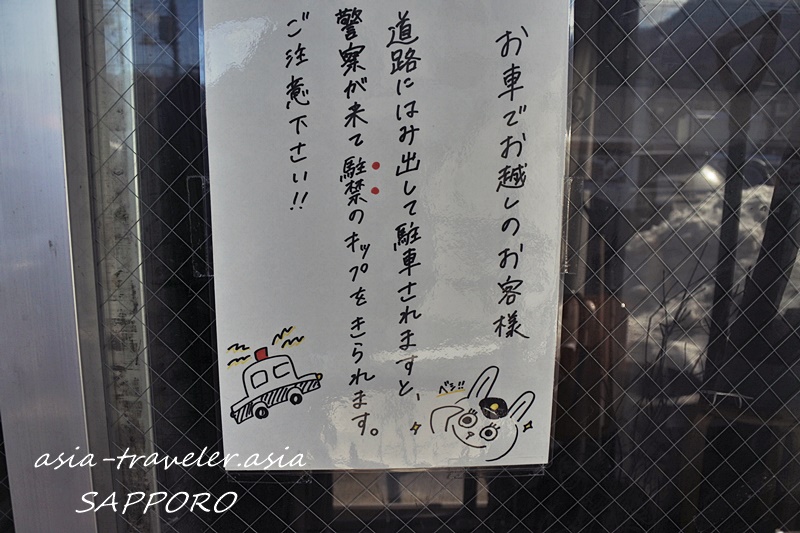 お車でお越しのお客様
道路にはみ出して駐車されますと、
警察が来て駐禁のキップをきられます。
ご注意下さい!!
ベシ!!
asia-traveler.asia
SAPPORO